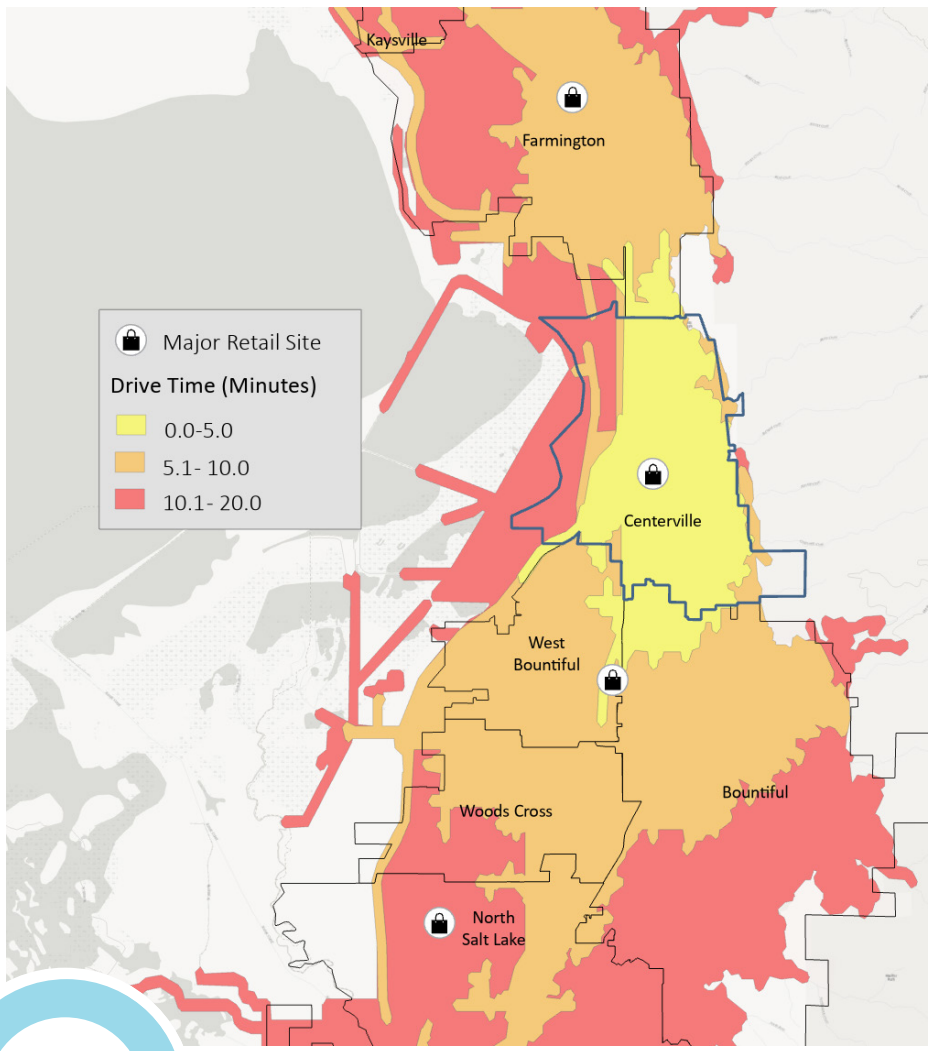 Kaysville
Farmington
Major Retail Site
Drive Time (Minutes)
0.0-5.0
5.1- 10.0
10.1- 20.0
Centerville
West
Bountiful
Bountiful
Woods Cross
North
Salt Lake